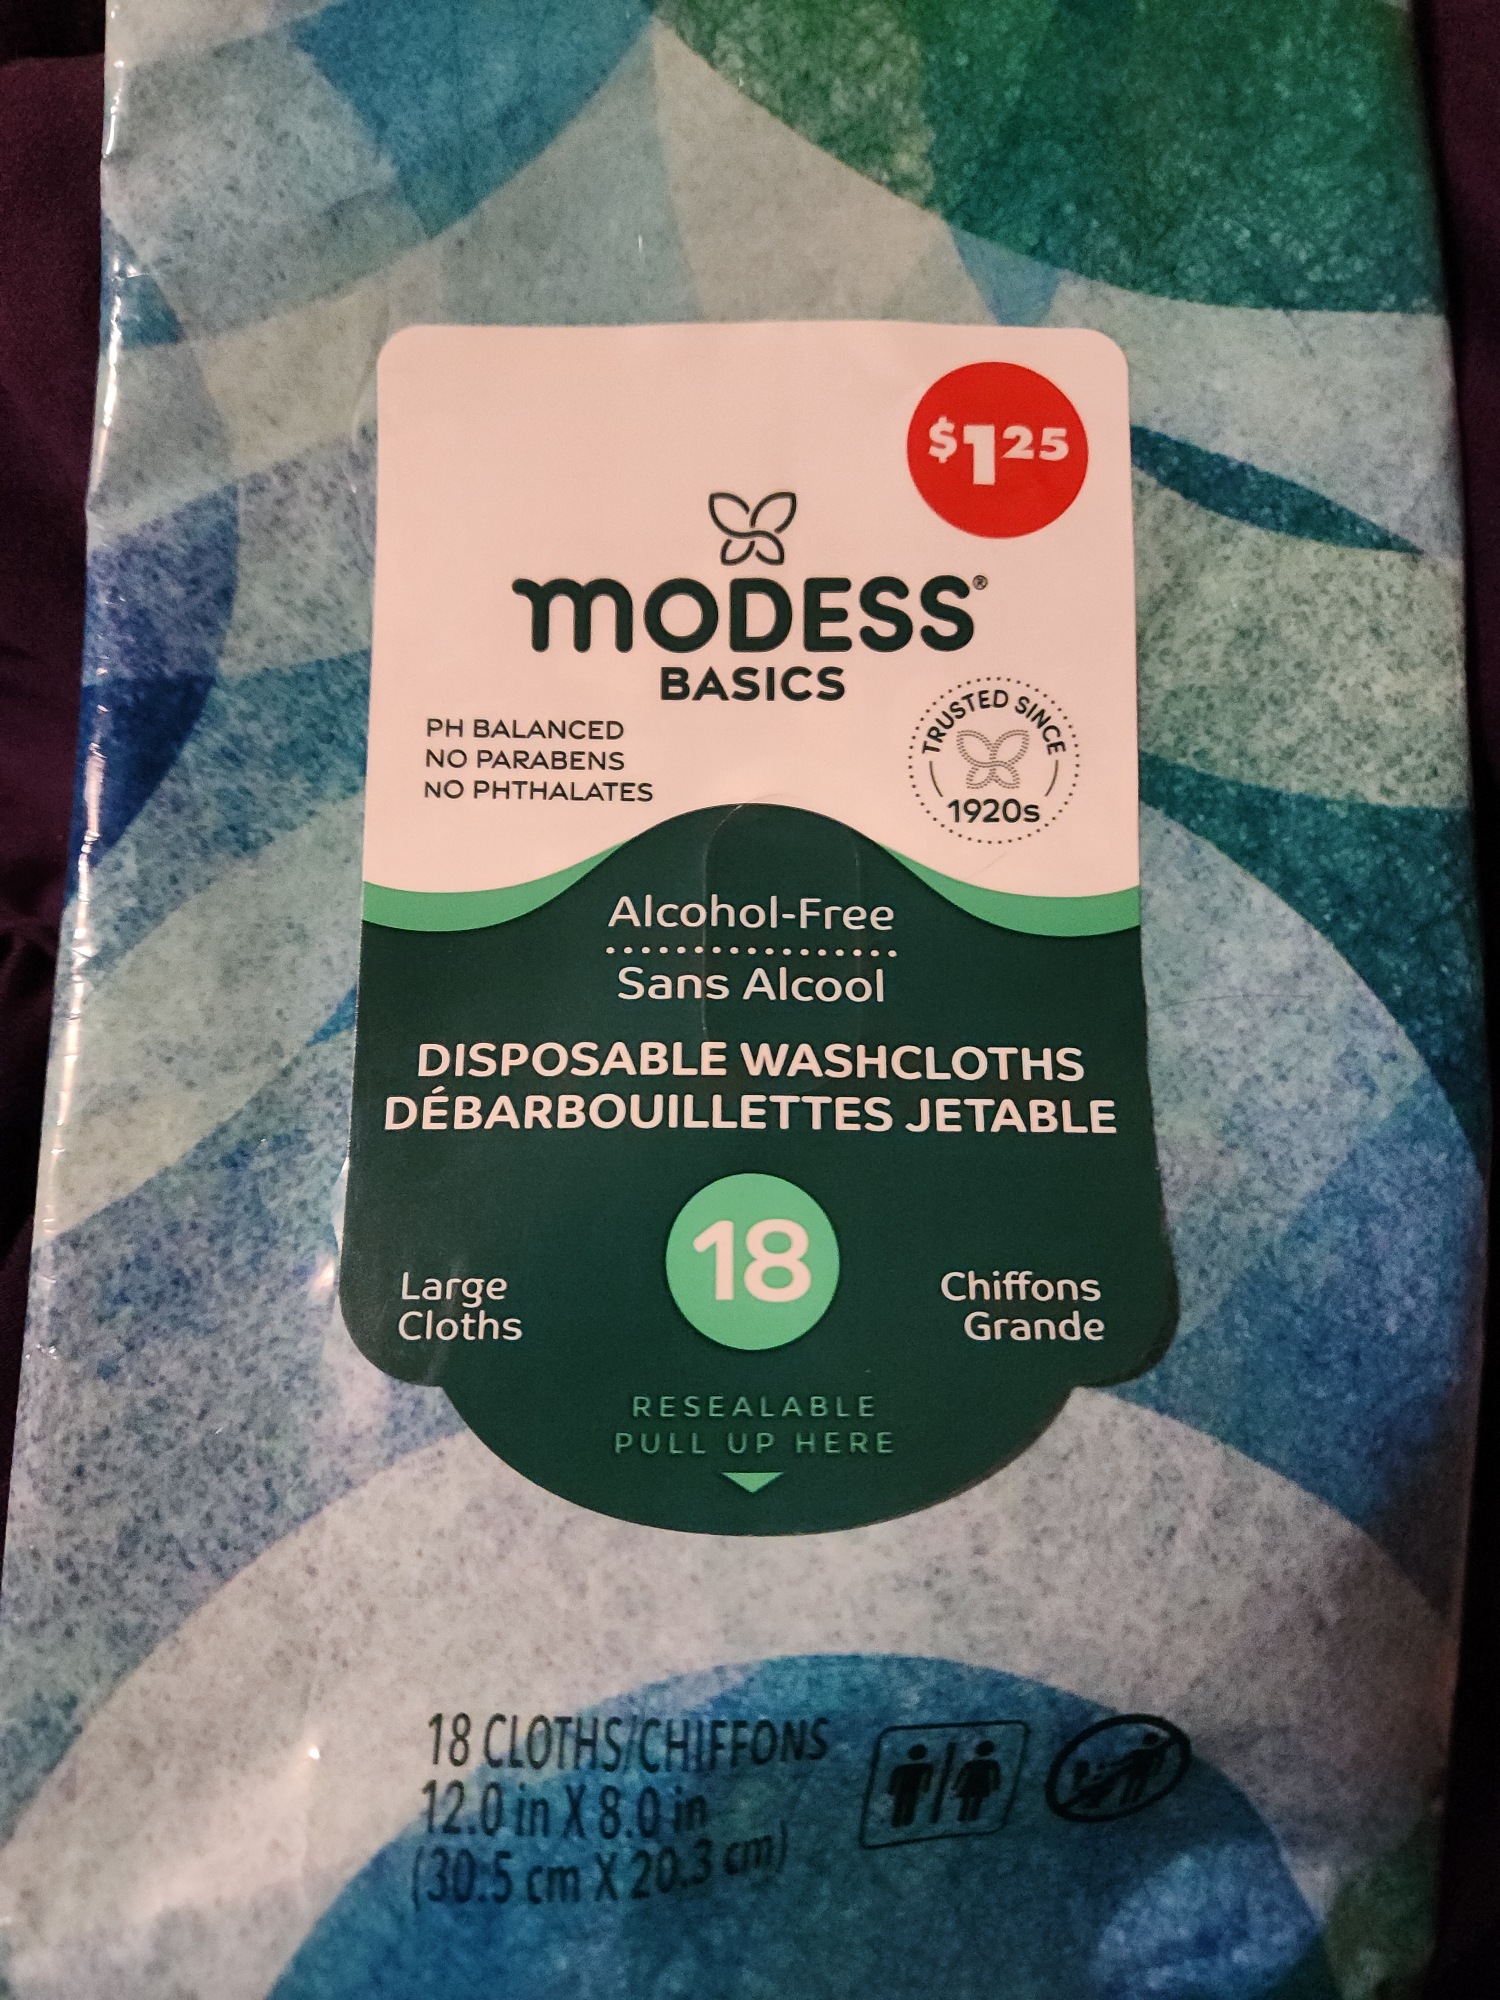 $1.25
MODESS®
BASICS
PH BALANCED
NO PARABENS
NO PHTHALATES
TRUSTED SINCE
1920s
Alcohol-Free
Sans Alcool
DISPOSABLE WASHCLOTHS
DÉBARBOUILLETTES JETABLE
18
Large
Cloths
Chiffons
Grande
RESEALABLE
PULL UP HERE
18 CLOTHS/CHIFFONS
12.0 in X 8.0 in
(30.5 cm X 20.3 cm)